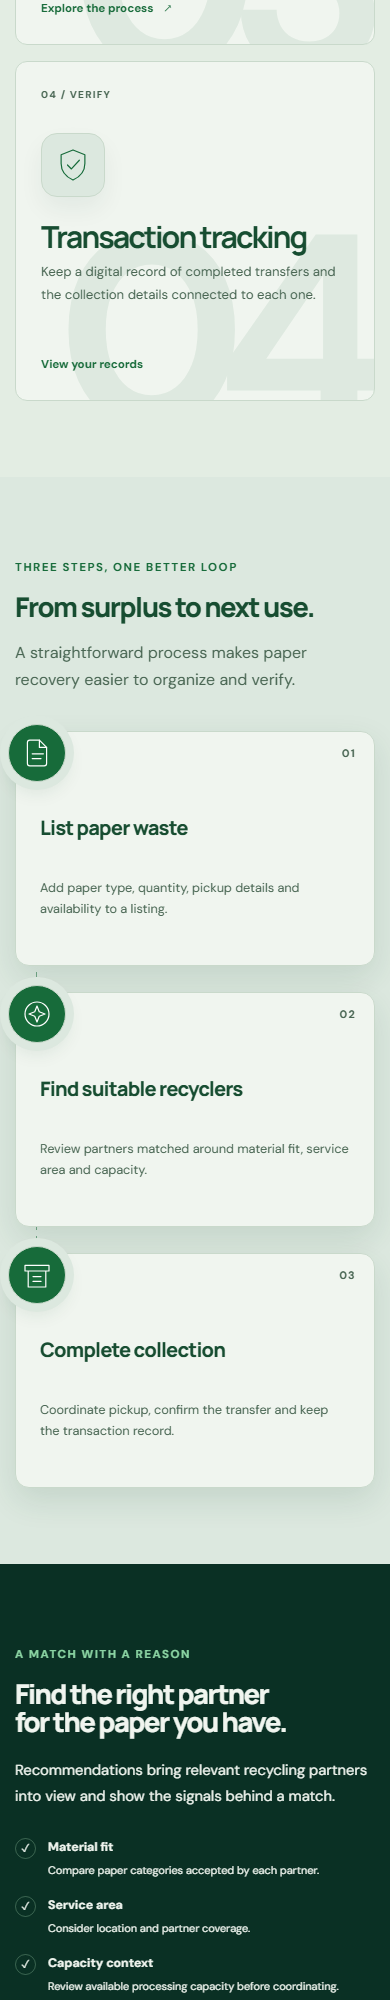 Explore the process ↗
04 / VERIFY
04
Transaction tracking
Keep a digital record of completed transfers and
the collection details connected to each one.
View your records
THREE STEPS, ONE BETTER LOOP
From surplus to next use.
A straightforward process makes paper
recovery easier to organize and verify.
01
List paper waste
Add paper type, quantity, pickup details and
availability to a listing.
02
Find suitable recyclers
Review partners matched around material fit, service
area and capacity.
03
Complete collection
Coordinate pickup, confirm the transfer and keep
the transaction record.
A MATCH WITH A REASON
Find the right partner
for the paper you have.
Recommendations bring relevant recycling partners
into view and show the signals behind a match.
Material fit
Compare paper categories accepted by each partner.
Service area
Consider location and partner coverage.
Capacity context
Review available processing capacity before coordinating.